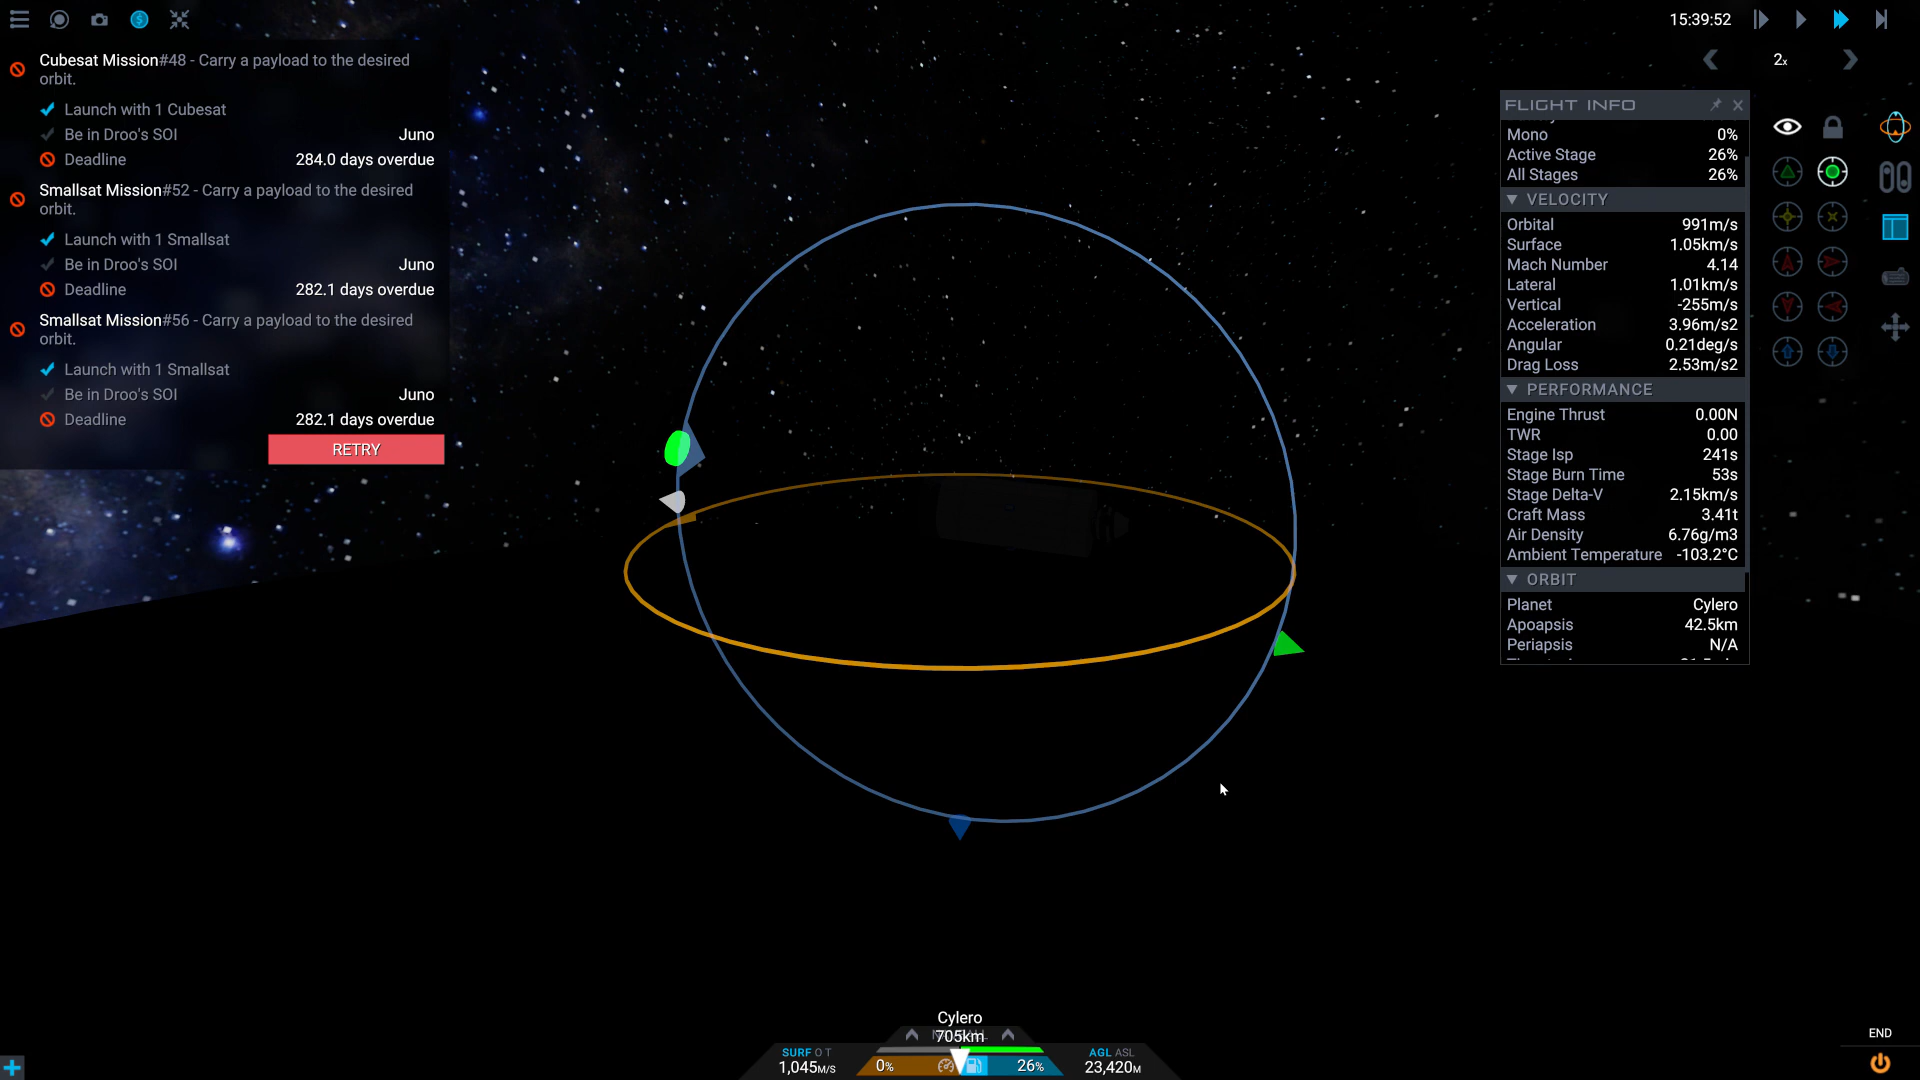 15:39:52
2x
Cubesat Mission#48 - Carry a payload to the desired
orbit.
Launch with 1 Cubesat
Be in Droo's SOI Juno
Deadline 284.0 days overdue
Smallsat Mission#52 - Carry a payload to the desired
orbit.
Launch with 1 Smallsat
Be in Droo's SOI Juno
Deadline 282.1 days overdue
Smallsat Mission#56 - Carry a payload to the desired
orbit.
Launch with 1 Smallsat
Be in Droo's SOI Juno
Deadline 282.1 days overdue
RETRY
FLIGHT INFO
Mono 0%
Active Stage 26%
All Stages 26%
VELOCITY
Orbital 991m/s
Surface 1.05km/s
Mach Number 4.14
Lateral 1.01km/s
Vertical -255m/s
Acceleration 3.96m/s2
Angular 0.21deg/s
Drag Loss 2.53m/s2
PERFORMANCE
Engine Thrust 0.00N
TWR 0.00
Stage Isp 241s
Stage Burn Time 53s
Stage Delta-V 2.15km/s
Craft Mass 3.41t
Air Density 6.76g/m3
Ambient Temperature -103.2°C
ORBIT
Planet Cylero
Apoapsis 42.5km
Periapsis N/A
Cylero
705km
SURF O T
1,045M/S
0%
26%
AGL ASL
23,420M
END